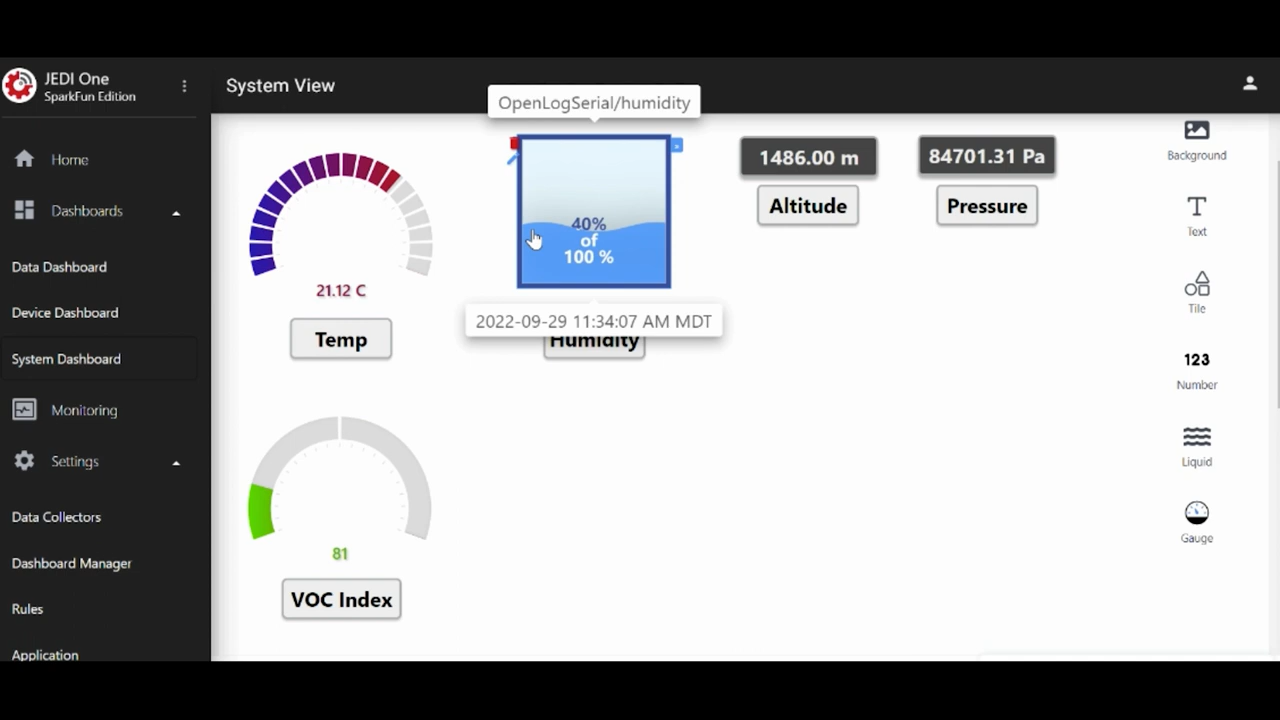 JEDI One
SparkFun Edition
System View
Home
Dashboards
Data Dashboard
Device Dashboard
System Dashboard
Monitoring
Settings
Data Collectors
Dashboard Manager
Rules
Application
21.12 C
Temp
OpenLogSerial/humidity
40%
of
100 %
2022-09-29 11:34:07 AM MDT
Humidity
1486.00 m
Altitude
84701.31 Pa
Pressure
81
VOC Index
Background
Text
Tile
123
Number
Liquid
Gauge